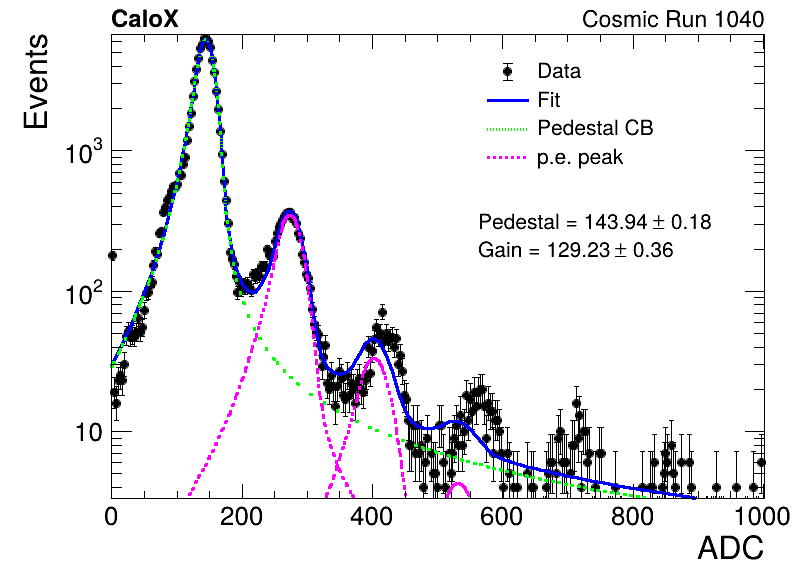 CaloX Cosmic Run 1040
Events
Data
Fit
Pedestal CB
p.e. peak
Pedestal = 143.94 ± 0.18
Gain = 129.23 ± 0.36
10³
10²
10
0 200 400 600 800 1000
ADC